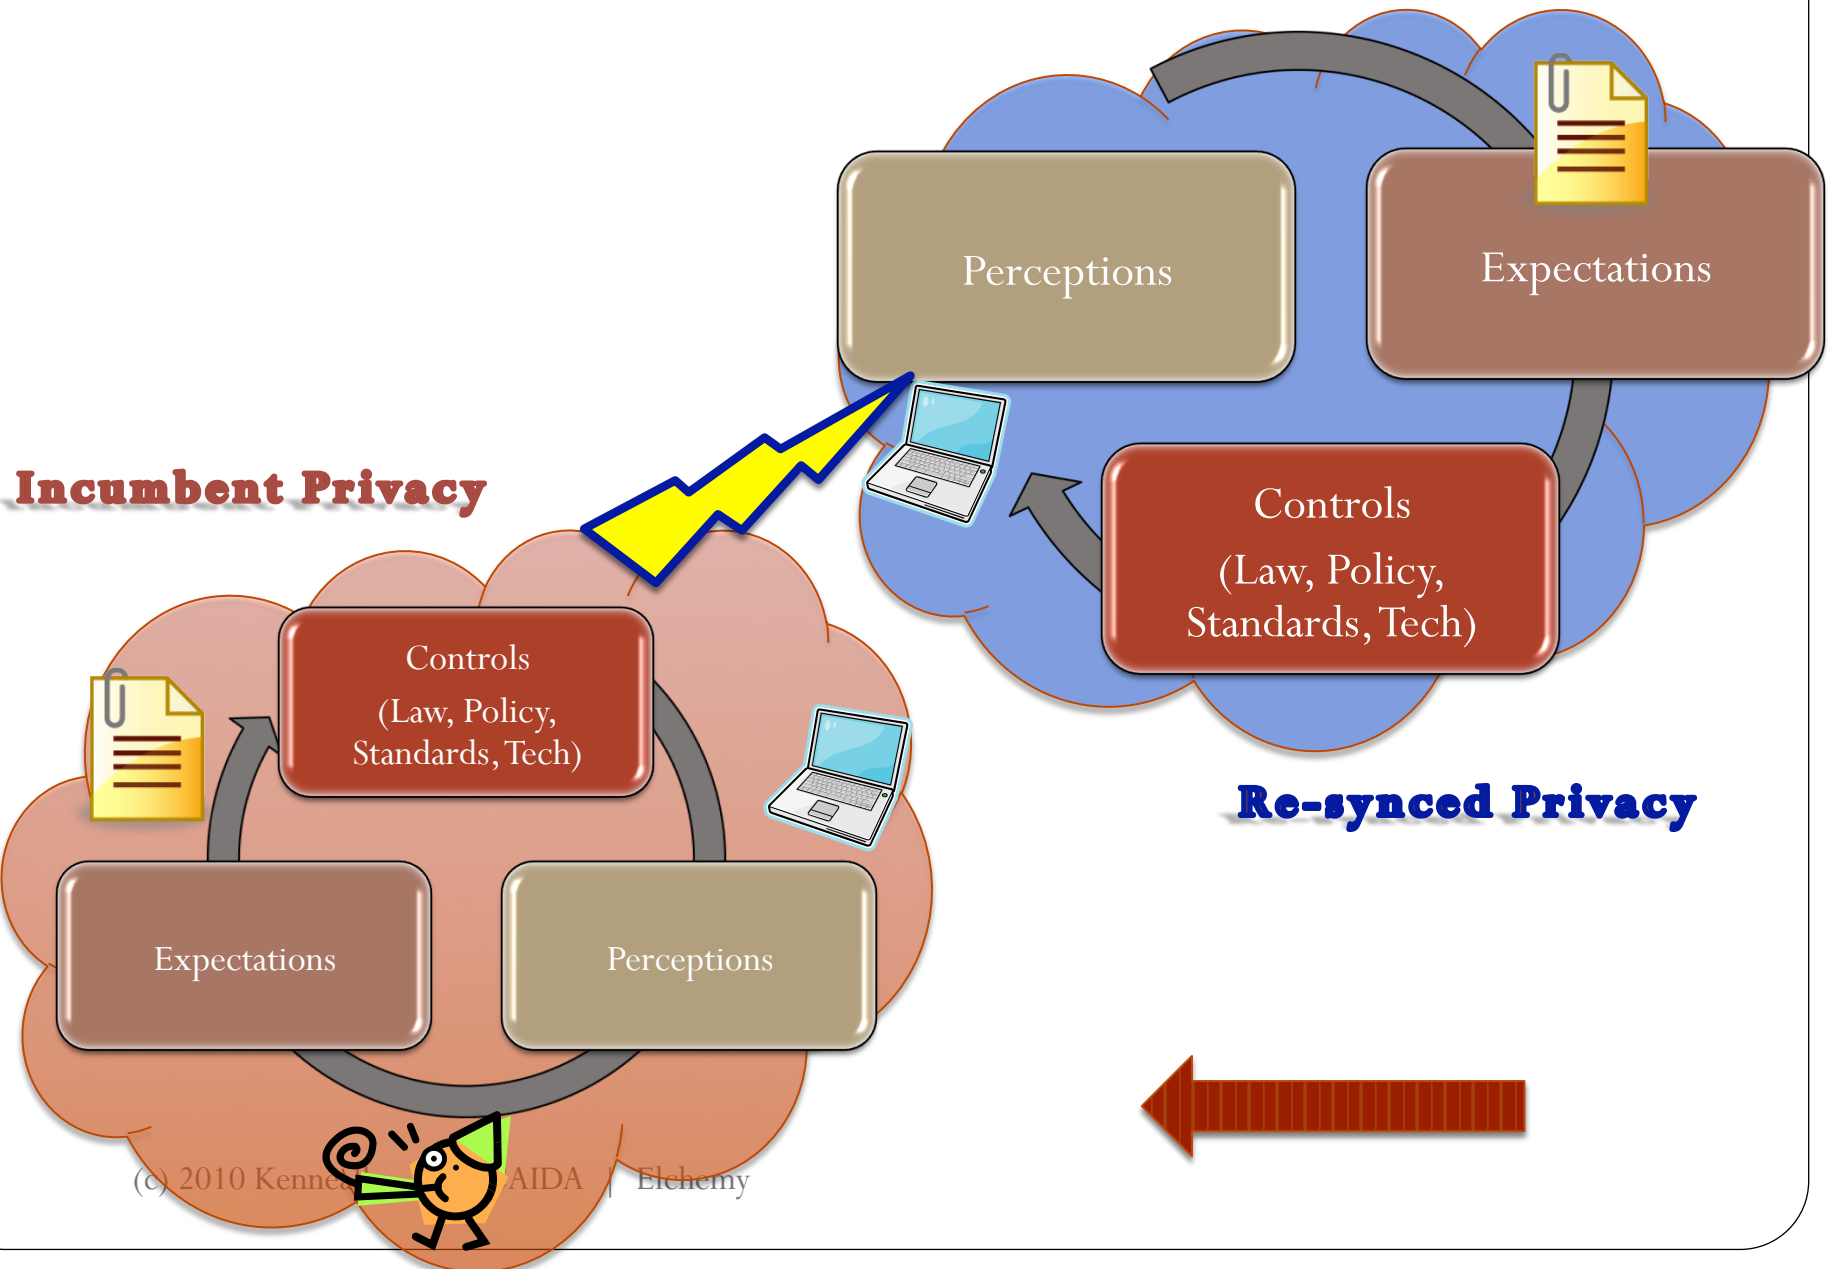 Perceptions
Expectations
Controls
(Law, Policy,
Standards, Tech)
Incumbent Privacy
Controls
(Law, Policy,
Standards, Tech)
Re-synced Privacy
Expectations
Perceptions
(c) 2010 AIDA | Elchemy